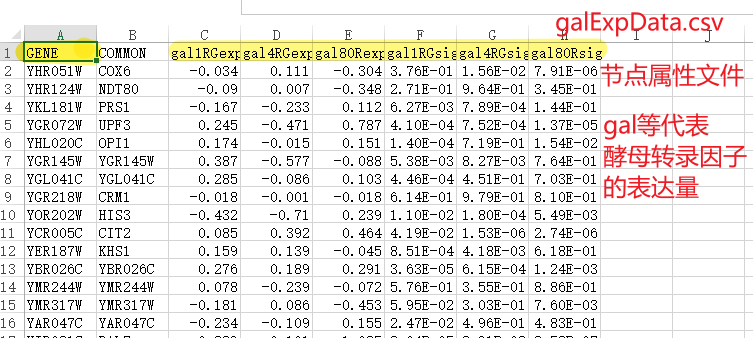 galExpData.csv
A B C D E F G H I J
1 GENE COMMON gal1RGexp gal4RGexp gal80Rexp gal1RGsig gal4RGsig gal80Rsig
2 YHR051W COX6 -0.034 0.111 -0.304 3.76E-01 1.56E-02 7.91E-06
节点属性文件
3 YHR124W NDT80 -0.09 0.007 -0.348 2.71E-01 9.64E-01 3.45E-01
4 YKL181W PRS1 -0.167 -0.233 0.112 6.27E-03 7.89E-04 1.44E-01
5 YGR072W UPF3 0.245 -0.471 0.787 4.10E-04 7.52E-04 1.37E-05
gal等代表
6 YHL020C OPI1 0.174 -0.015 0.151 1.40E-04 7.19E-01 1.54E-02
7 YGR145W YGR145W 0.387 -0.577 -0.088 5.38E-03 8.27E-03 7.64E-01
酵母转录因子
8 YGL041C YGL041C 0.285 -0.086 0.103 4.46E-04 4.51E-01 7.03E-01
9 YGR218W CRM1 -0.018 -0.001 -0.018 6.14E-01 9.79E-01 8.10E-01
的表达量
10 YOR202W HIS3 -0.432 -0.71 0.239 1.10E-02 1.80E-04 5.49E-03
11 YCR005C CIT2 0.085 0.392 0.464 4.19E-02 1.53E-06 2.74E-06
12 YER187W KHS1 0.159 0.139 -0.045 8.51E-04 4.18E-03 6.18E-01
13 YBR026C YBR026C 0.276 0.189 0.291 3.63E-05 6.15E-04 1.24E-03
14 YMR244W YMR244W 0.078 -0.239 -0.072 5.76E-01 3.55E-01 8.86E-01
15 YMR317W YMR317W -0.181 0.086 -0.453 5.95E-02 3.03E-01 7.60E-03
16 YAR047C YAR047C -0.234 -0.109 0.155 2.47E-02 4.96E-01 4.83E-01